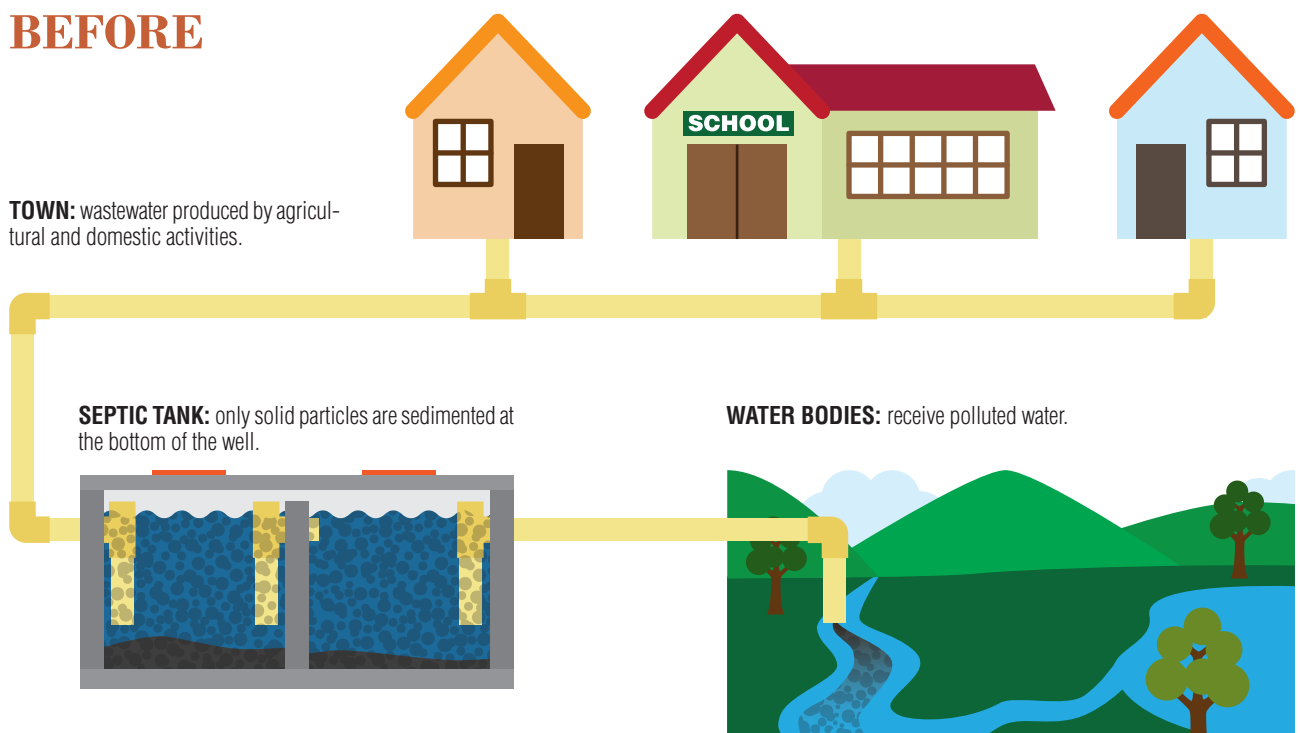 BEFORE
SCHOOL
TOWN: wastewater produced by agricul-
tural and domestic activities.
SEPTIC TANK: only solid particles are sedimented at
the bottom of the well.
WATER BODIES: receive polluted water.